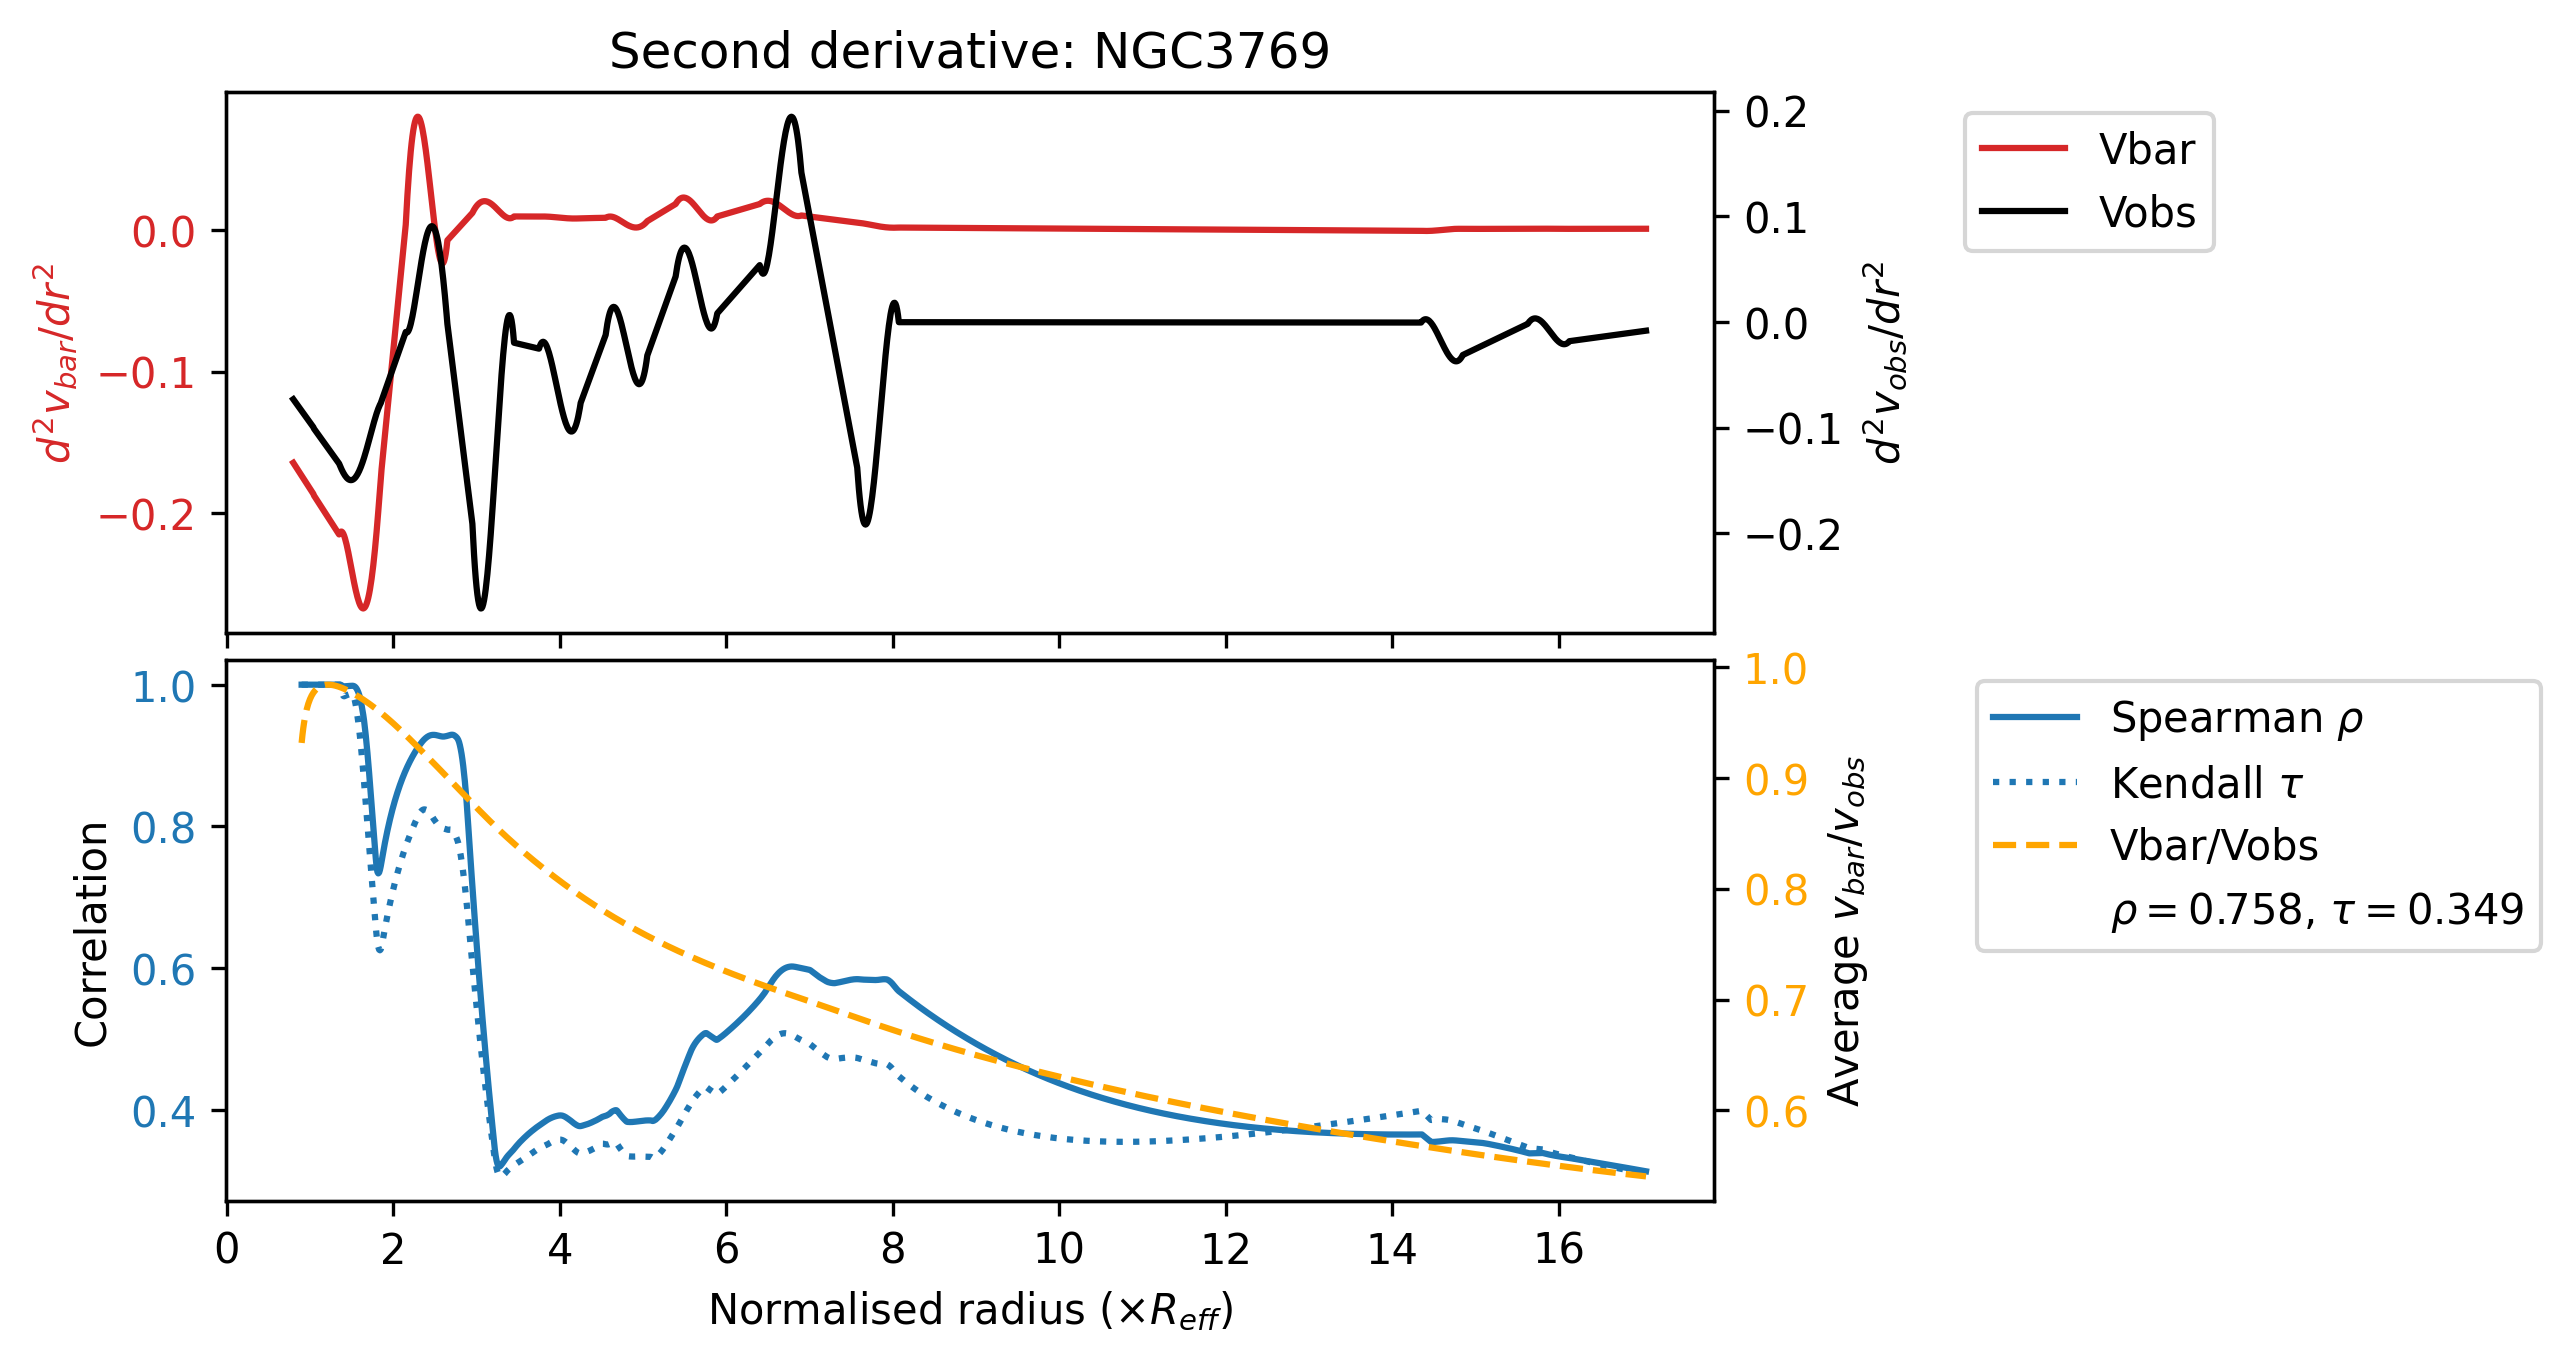 Second derivative: NGC3769
0.0
−0.1
−0.2
d²v_bar/dr²
0.2
0.1
0.0
−0.1
−0.2
d²v_obs/dr²
Vbar
Vobs
1.0
0.8
0.6
0.4
Correlation
1.0
0.9
0.8
0.7
0.6
Average v_bar/v_obs
Spearman ρ
Kendall τ
Vbar/Vobs
ρ = 0.758, τ = 0.349
0 2 4 6 8 10 12 14 16
Normalised radius (×R_eff)